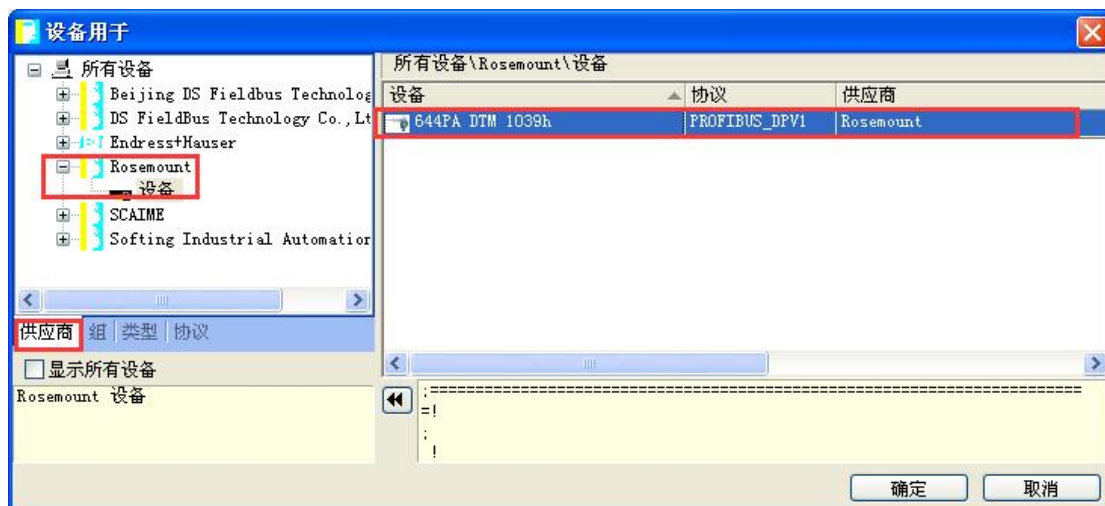 设备用于
所有设备
Beijing DS Fieldbus Technolog
DS FieldBus Technology Co.,Lt
Endress+Hauser
Rosemount
设备
SCAIME
Softing Industrial Automation
供应商 组 类型 协议
显示所有设备
Rosemount 设备
所有设备\Rosemount\设备
设备 协议 供应商
644PA DTM 1039h PROFIBUS_DPV1 Rosemount
;==========================================================================
=!
;
!
确定 取消